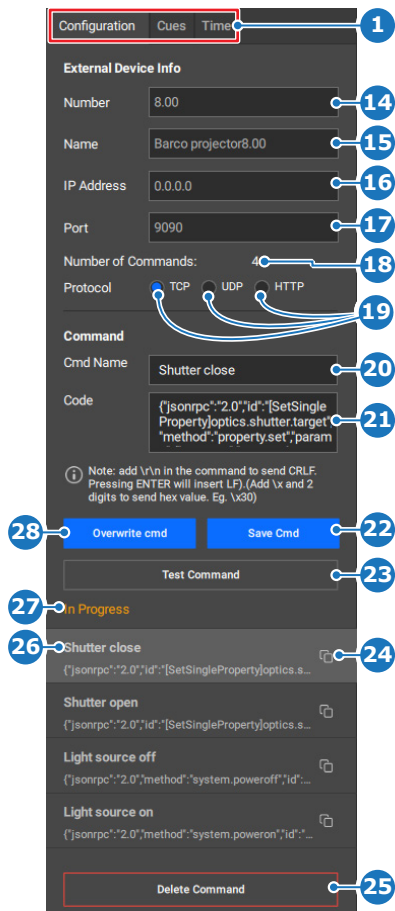 Configuration Cues Time 1
External Device Info
Number 8.00 14
Name Barco projector8.00 15
IP Address 0.0.0.0 16
Port 9090 17
Number of Commands: 4 18
Protocol TCP UDP HTTP
19
Command
Cmd Name Shutter close 20
Code {"jsonrpc":"2.0","id":"[SetSingle
Property]optics.shutter.target" 21
"method":"property.set","param
Note: add \r\n in the command to send CRLF.
Pressing ENTER will insert LF).(Add \x and 2
digits to send hex value. Eg. \x30)
28 Overwrite cmd Save Cmd 22
Test Command 23
27 In Progress
26 Shutter close 24
{"jsonrpc":"2.0","id":"[SetSingleProperty]optics.s...
Shutter open
{"jsonrpc":"2.0","id":"[SetSingleProperty]optics.s...
Light source off
{"jsonrpc":"2.0","method":"system.poweroff","id":...
Light source on
{"jsonrpc":"2.0","method":"system.poweron","id":"...
Delete Command 25